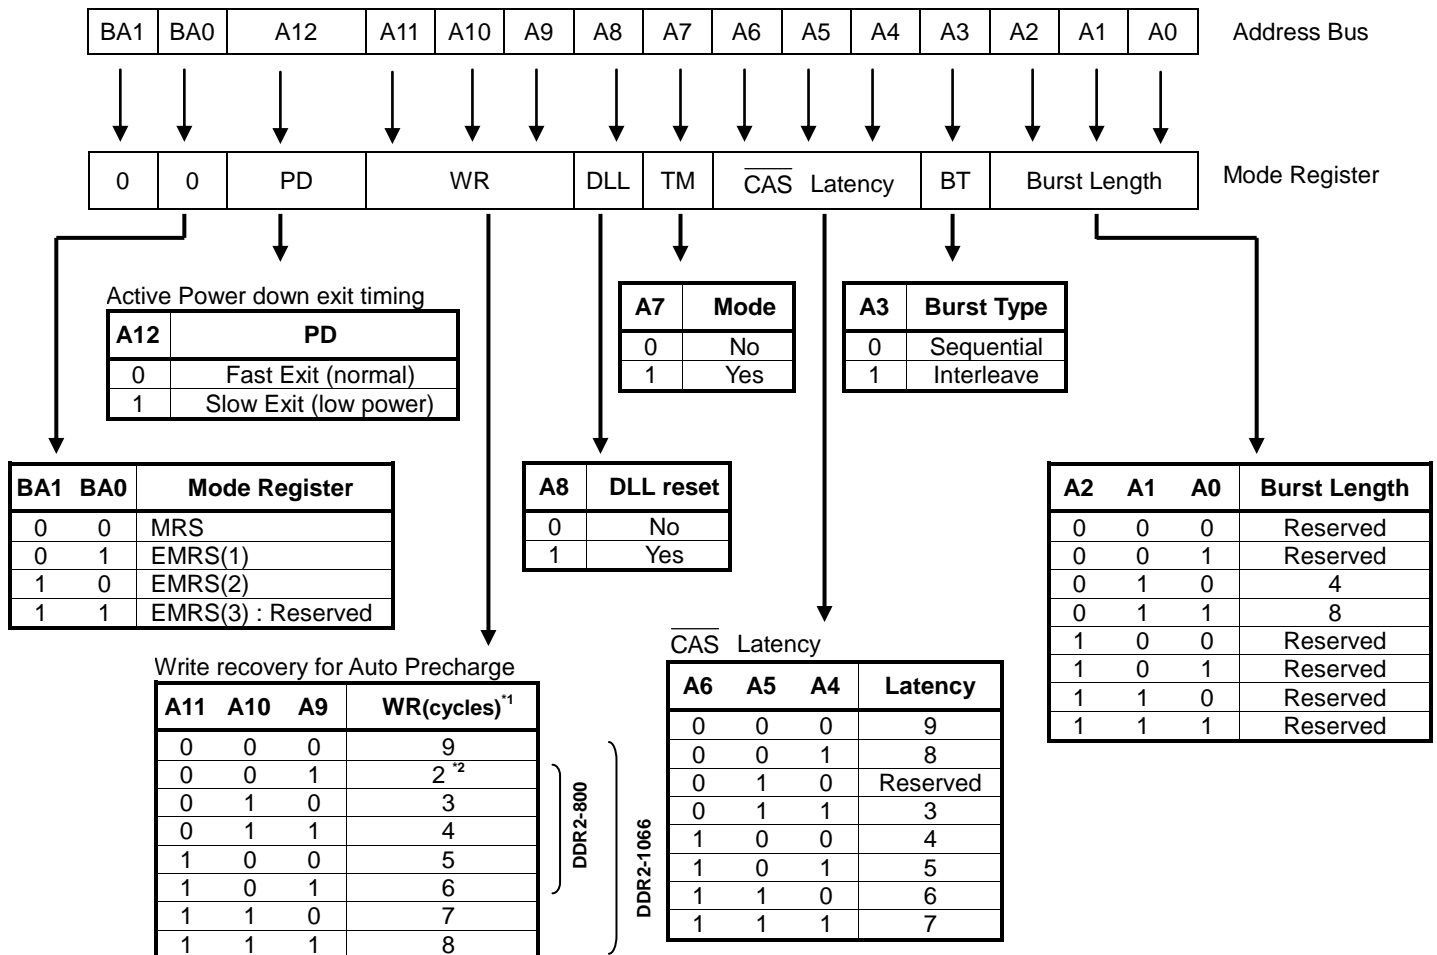 BA1 BA0 A12 A11 A10 A9 A8 A7 A6 A5 A4 A3 A2 A1 A0 Address Bus
0 0 PD WR DLL TM CAS Latency BT Burst Length Mode Register
Active Power down exit timing
A12 PD
0 Fast Exit (normal)
1 Slow Exit (low power)
A7 Mode
0 No
1 Yes
A3 Burst Type
0 Sequential
1 Interleave
BA1 BA0 Mode Register
0 0 MRS
0 1 EMRS(1)
1 0 EMRS(2)
1 1 EMRS(3) : Reserved
A8 DLL reset
0 No
1 Yes
A2 A1 A0 Burst Length
0 0 0 Reserved
0 0 1 Reserved
0 1 0 4
0 1 1 8
1 0 0 Reserved
1 0 1 Reserved
1 1 0 Reserved
1 1 1 Reserved
Write recovery for Auto Precharge
A11 A10 A9 WR(cycles)*1
0 0 0 9
0 0 1 2 *2
0 1 0 3
0 1 1 4
1 0 0 5
1 0 1 6
1 1 0 7
1 1 1 8
DDR2-800
DDR2-1066
CAS Latency
A6 A5 A4 Latency
0 0 0 9
0 0 1 8
0 1 0 Reserved
0 1 1 3
1 0 0 4
1 0 1 5
1 1 0 6
1 1 1 7